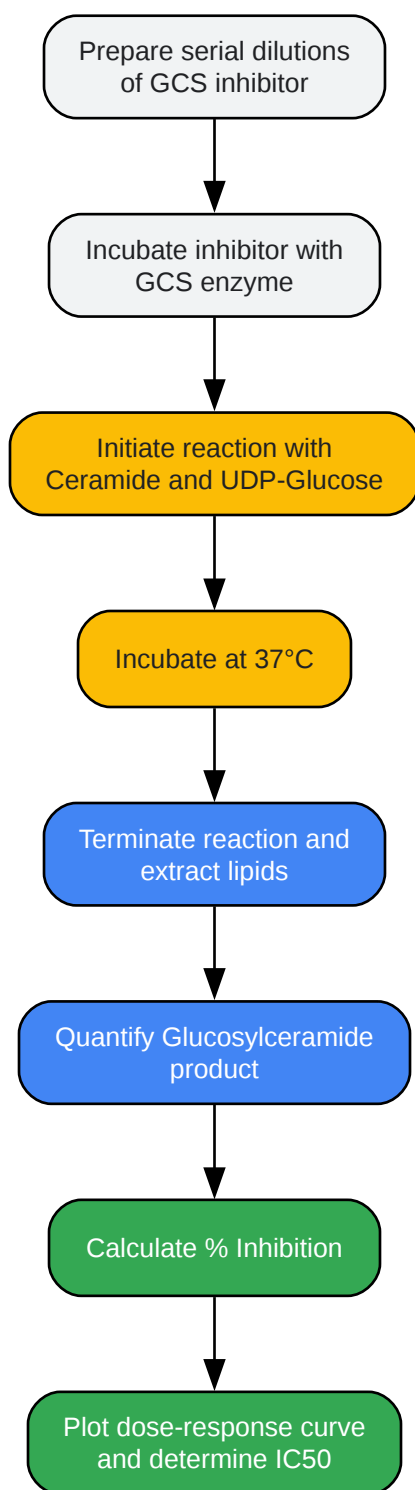 Prepare serial dilutions
of GCS inhibitor
Incubate inhibitor with
GCS enzyme
Initiate reaction with
Ceramide and UDP-Glucose
Incubate at 37°C
Terminate reaction and
extract lipids
Quantify Glucosylceramide
product
Calculate % Inhibition
Plot dose-response curve
and determine IC50